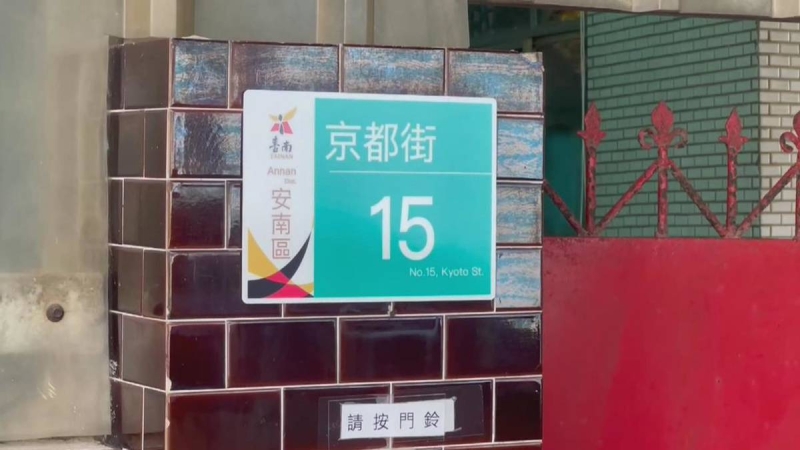 臺南
TAINAN
Annan
Dist.
安南區
京都街
15
No.15, Kyoto St.
請按門鈴